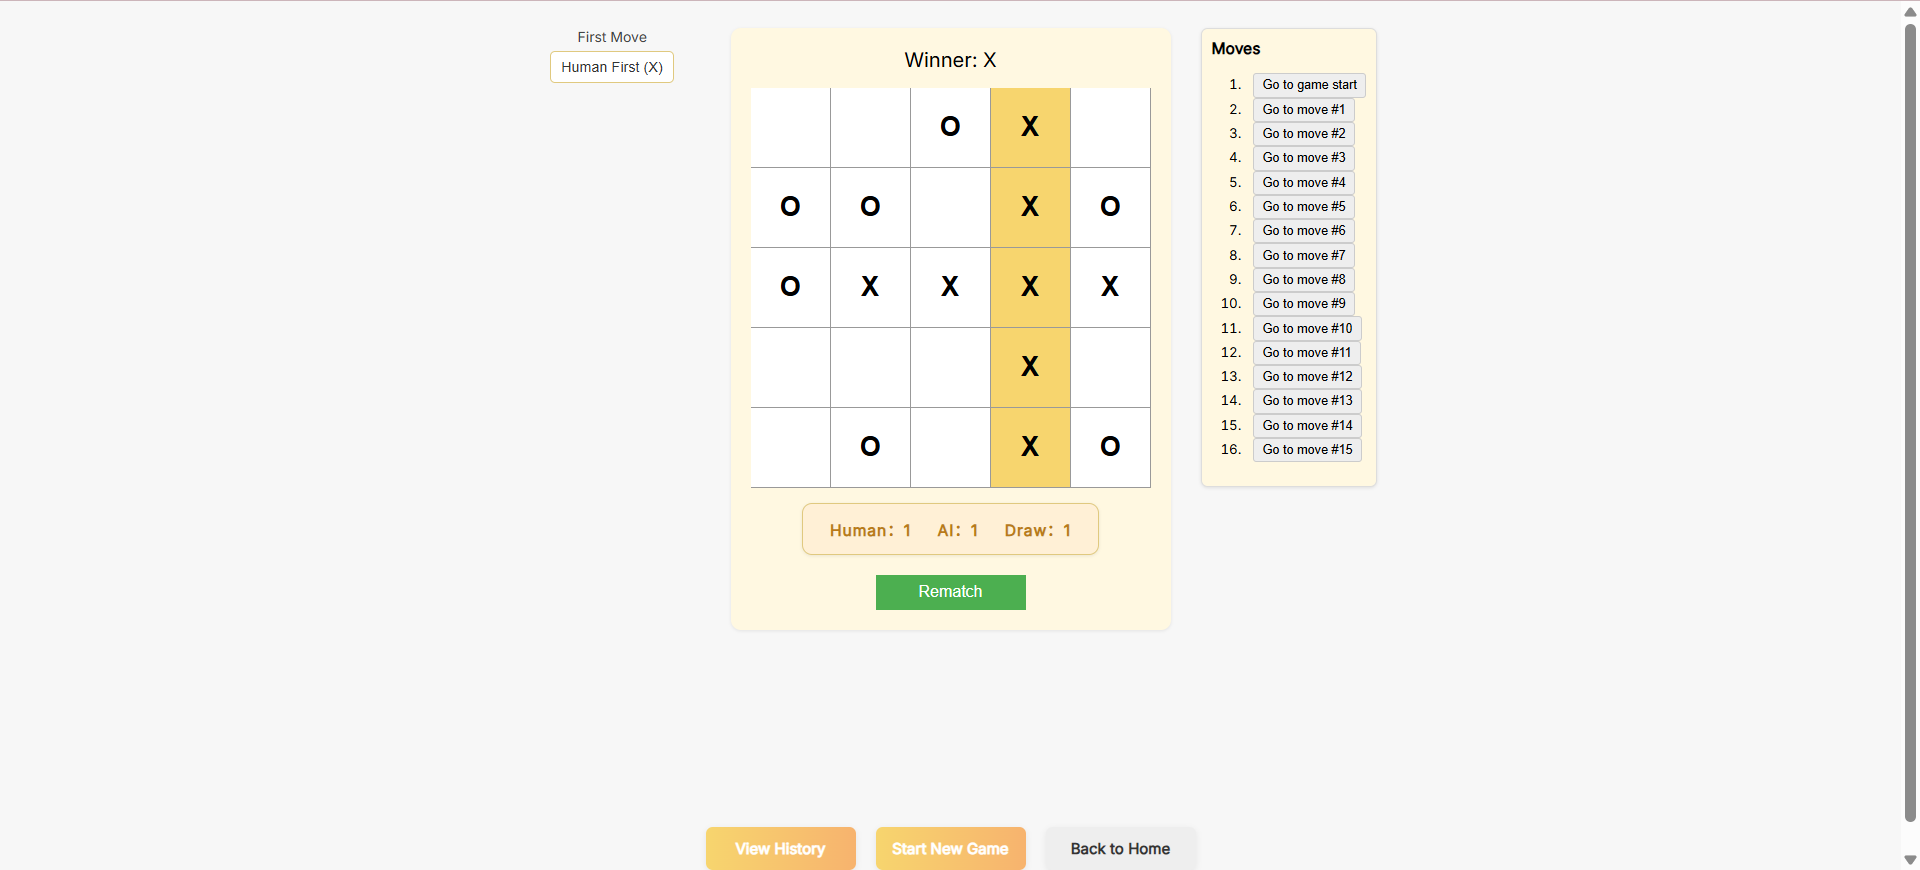 First Move
Human First (X)
Winner: X
O X
O O X O
O X X X X
X
O X O
Human: 1 AI: 1 Draw: 1
Rematch
Moves
1. Go to game start
2. Go to move #1
3. Go to move #2
4. Go to move #3
5. Go to move #4
6. Go to move #5
7. Go to move #6
8. Go to move #7
9. Go to move #8
10. Go to move #9
11. Go to move #10
12. Go to move #11
13. Go to move #12
14. Go to move #13
15. Go to move #14
16. Go to move #15
View History Start New Game Back to Home